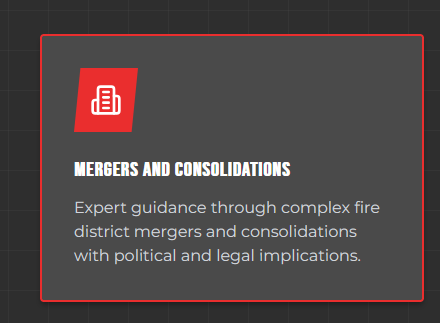 MERGERS AND CONSOLIDATIONS
Expert guidance through complex fire
district mergers and consolidations
with political and legal implications.